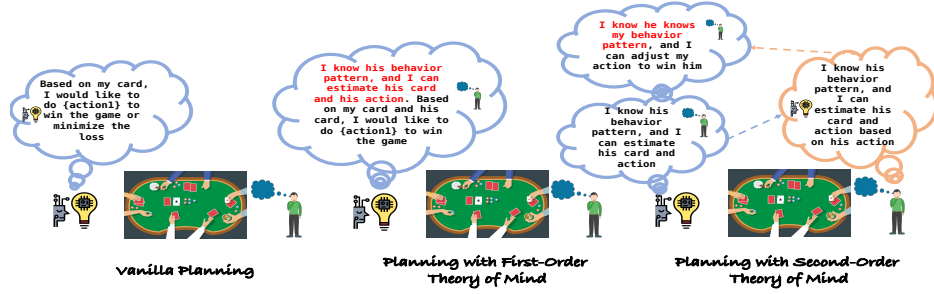 Based on my card,
I would like to
do {action1} to
win the game or
minimize the
loss
Vanilla Planning
I know his behavior
pattern, and I can
estimate his card
and his action. Based
on my card and his
card, I would like to
do {action1} to win
the game
Planning with First-Order
Theory of Mind
I know he knows
my behavior
pattern, and I
can adjust my
action to win him
I know his
behavior
pattern, and I
can estimate
his card and
action
I know his
behavior
pattern, and
I can
estimate his
card and
action based
on his action
Planning with Second-Order
Theory of Mind